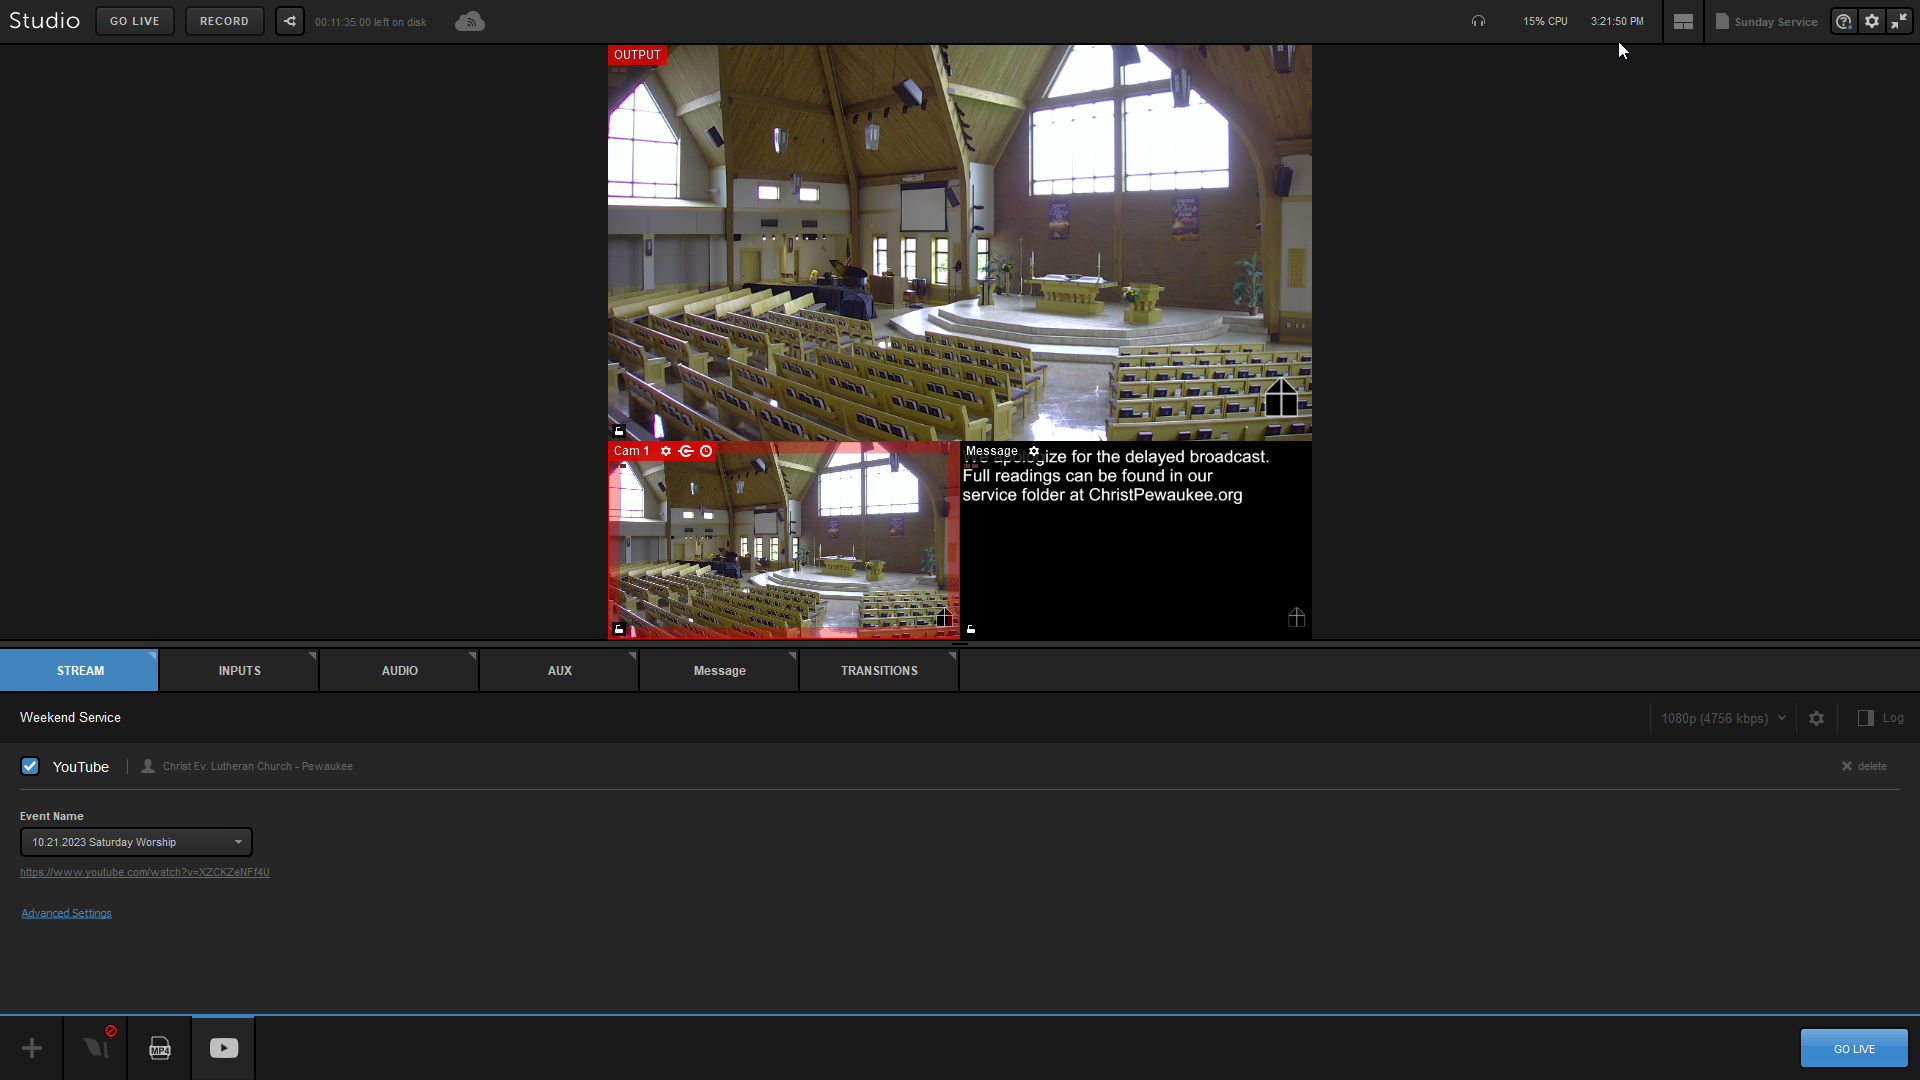 Studio GO LIVE RECORD 00:11:35:00 left on disk 15% CPU 3:21:50 PM Sunday Service
OUTPUT
Cam 1 Message
We apologize for the delayed broadcast.
Full readings can be found in our
service folder at ChristPewaukee.org
STREAM INPUTS AUDIO AUX Message TRANSITIONS
Weekend Service 1080p (4756 kbps) Log
YouTube Christ Ev. Lutheran Church - Pewaukee delete
Event Name
10.21.2023 Saturday Worship
https://www.youtube.com/watch?v=XZCKZeNFf4U
Advanced Settings
MP4
GO LIVE